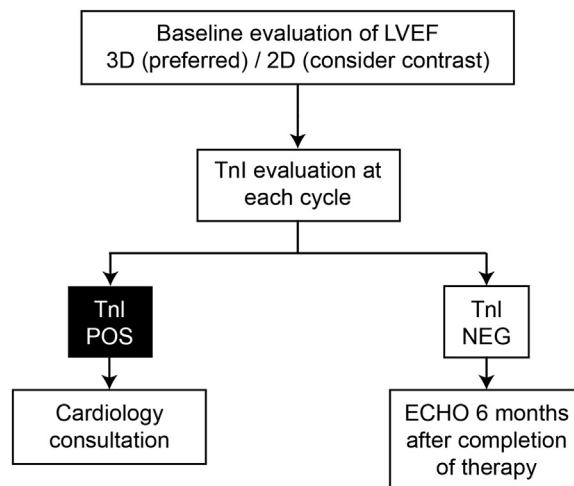 Baseline evaluation of LVEF
3D (preferred) / 2D (consider contrast)
TnI evaluation at
each cycle
TnI
POS
TnI
NEG
Cardiology
consultation
ECHO 6 months
after completion
of therapy